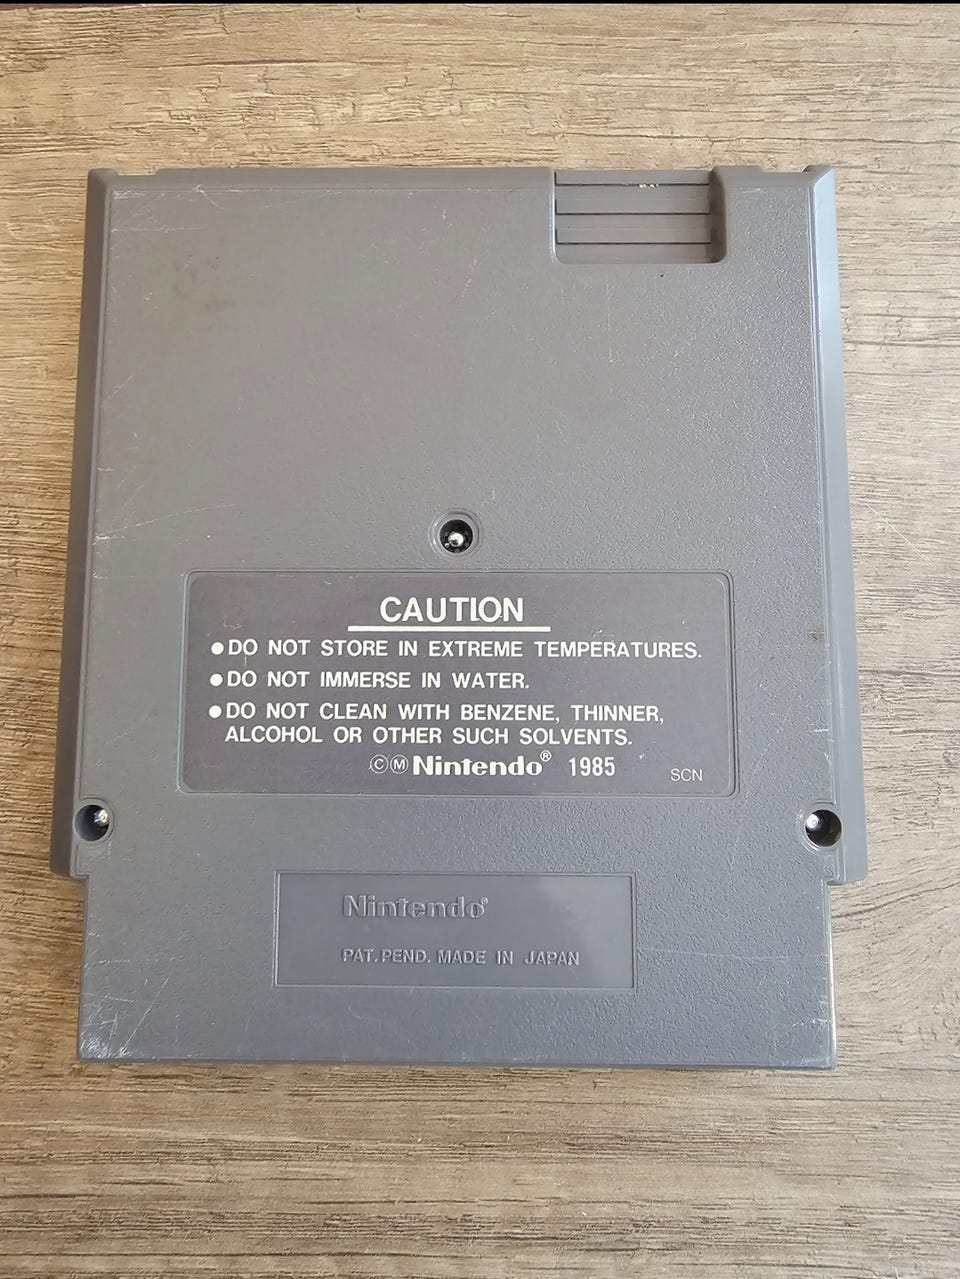 CAUTION
●DO NOT STORE IN EXTREME TEMPERATURES.
●DO NOT IMMERSE IN WATER.
●DO NOT CLEAN WITH BENZENE, THINNER,
ALCOHOL OR OTHER SUCH SOLVENTS.
©Ⓜ Nintendo® 1985 SCN
Nintendo®
PAT. PEND. MADE IN JAPAN